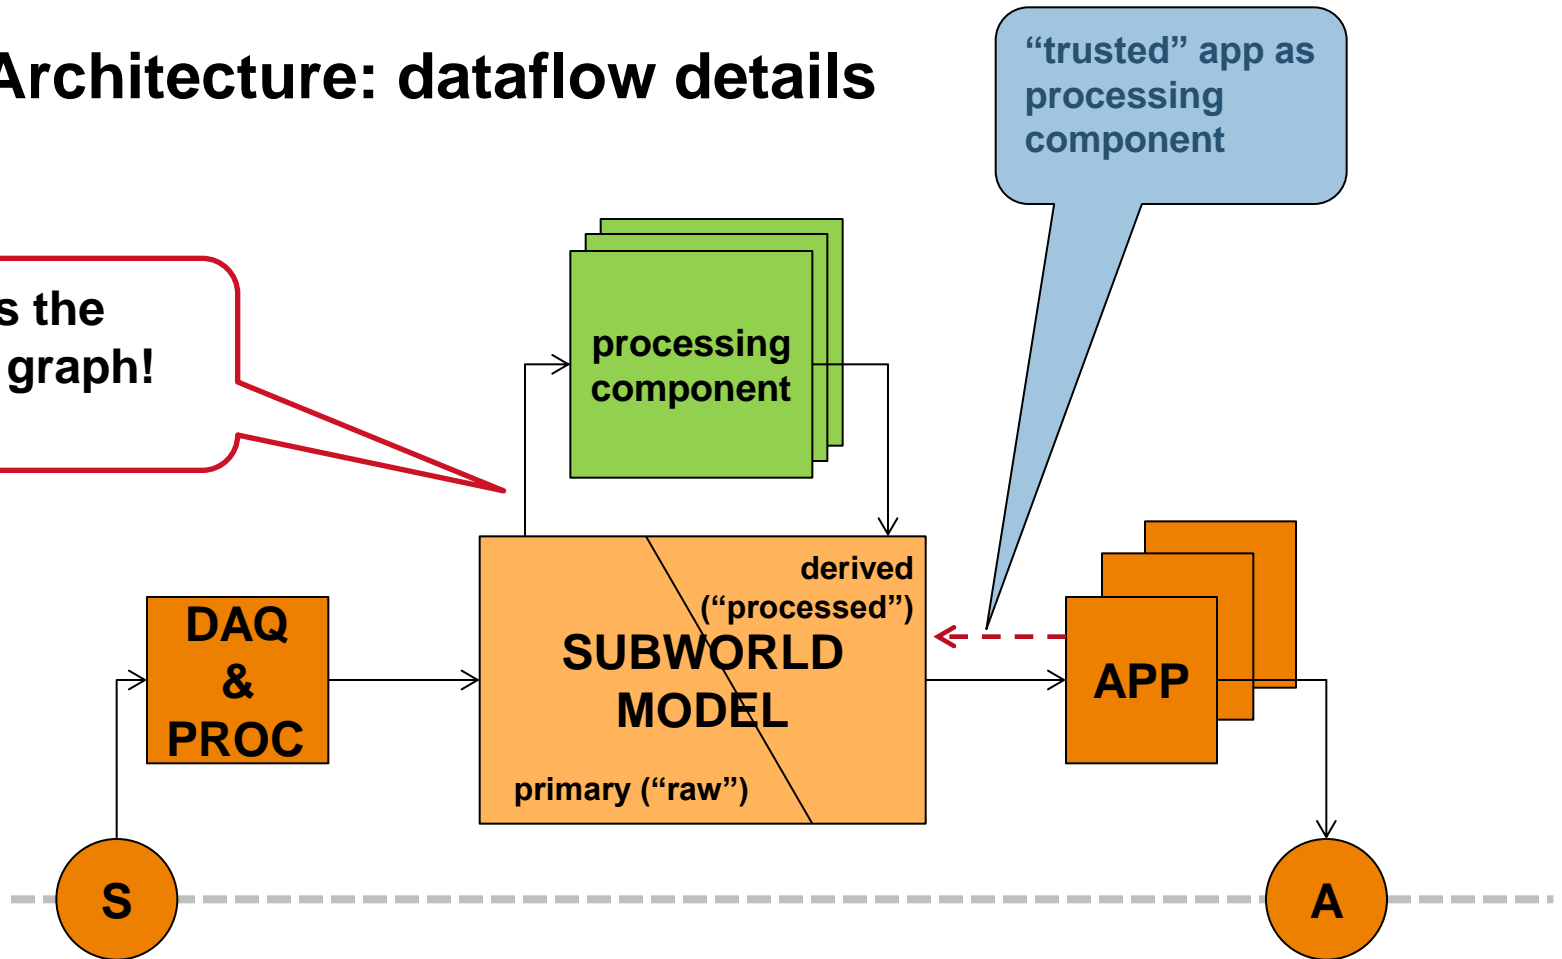 Architecture: dataflow details
“trusted” app as
processing
component
s the
graph!
processing
component
derived
(“processed”)
DAQ
&
PROC
SUBWORLD
MODEL
APP
primary (“raw”)
S
A